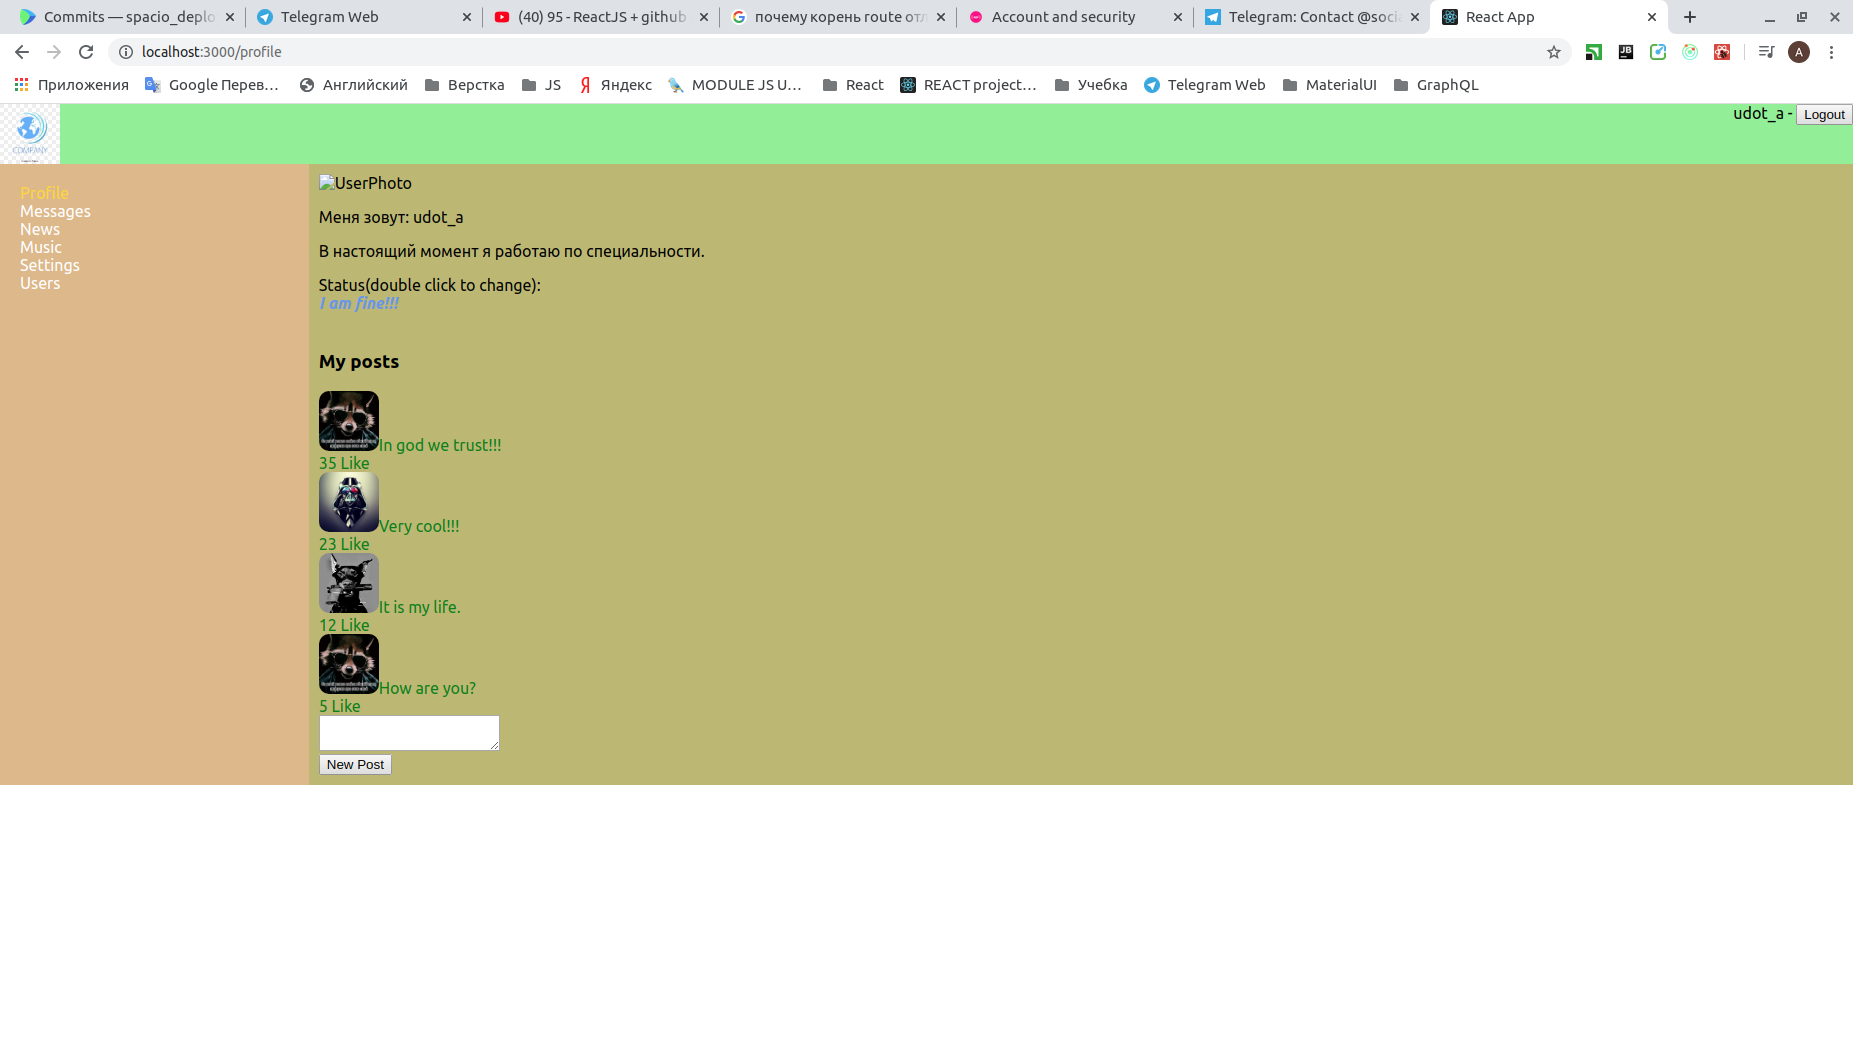 Commits — spacio_deplo
Telegram Web
(40) 95 - ReactJS + github
почему корень route отл
Account and security
Telegram: Contact @socia
React App
localhost:3000/profile
A
Приложения
Google Перев...
Английский
Верстка
JS
Яндекс
MODULE JS U...
React
REACT project...
Учебка
Telegram Web
MaterialUI
GraphQL
COMPANY
udot_a - Logout
Profile
Messages
News
Music
Settings
Users
UserPhoto
Меня зовут: udot_a
В настоящий момент я работаю по специальности.
Status(double click to change):
I am fine!!!
My posts
In god we trust!!!
35 Like
Very cool!!!
23 Like
It is my life.
12 Like
How are you?
5 Like
New Post